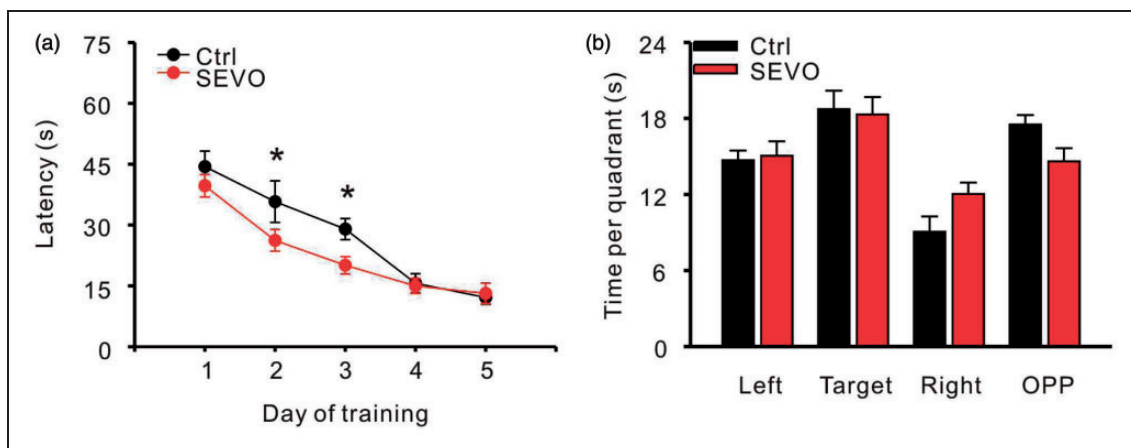 (a)
75
60
45
30
15
0
Latency (s)
Ctrl
SEVO
*
*
1 2 3 4 5
Day of training
(b)
24
18
12
6
0
Time per quadrant (s)
Ctrl
SEVO
Left Target Right OPP